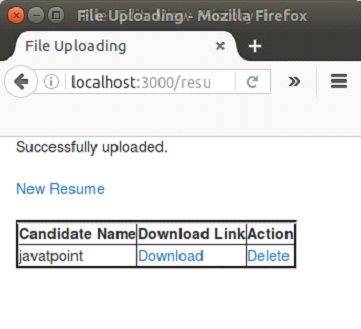 File Uploading - Mozilla Firefox
File Uploading × +
localhost:3000/resu
Successfully uploaded.
New Resume
Candidate Name Download Link Action
javatpoint Download Delete